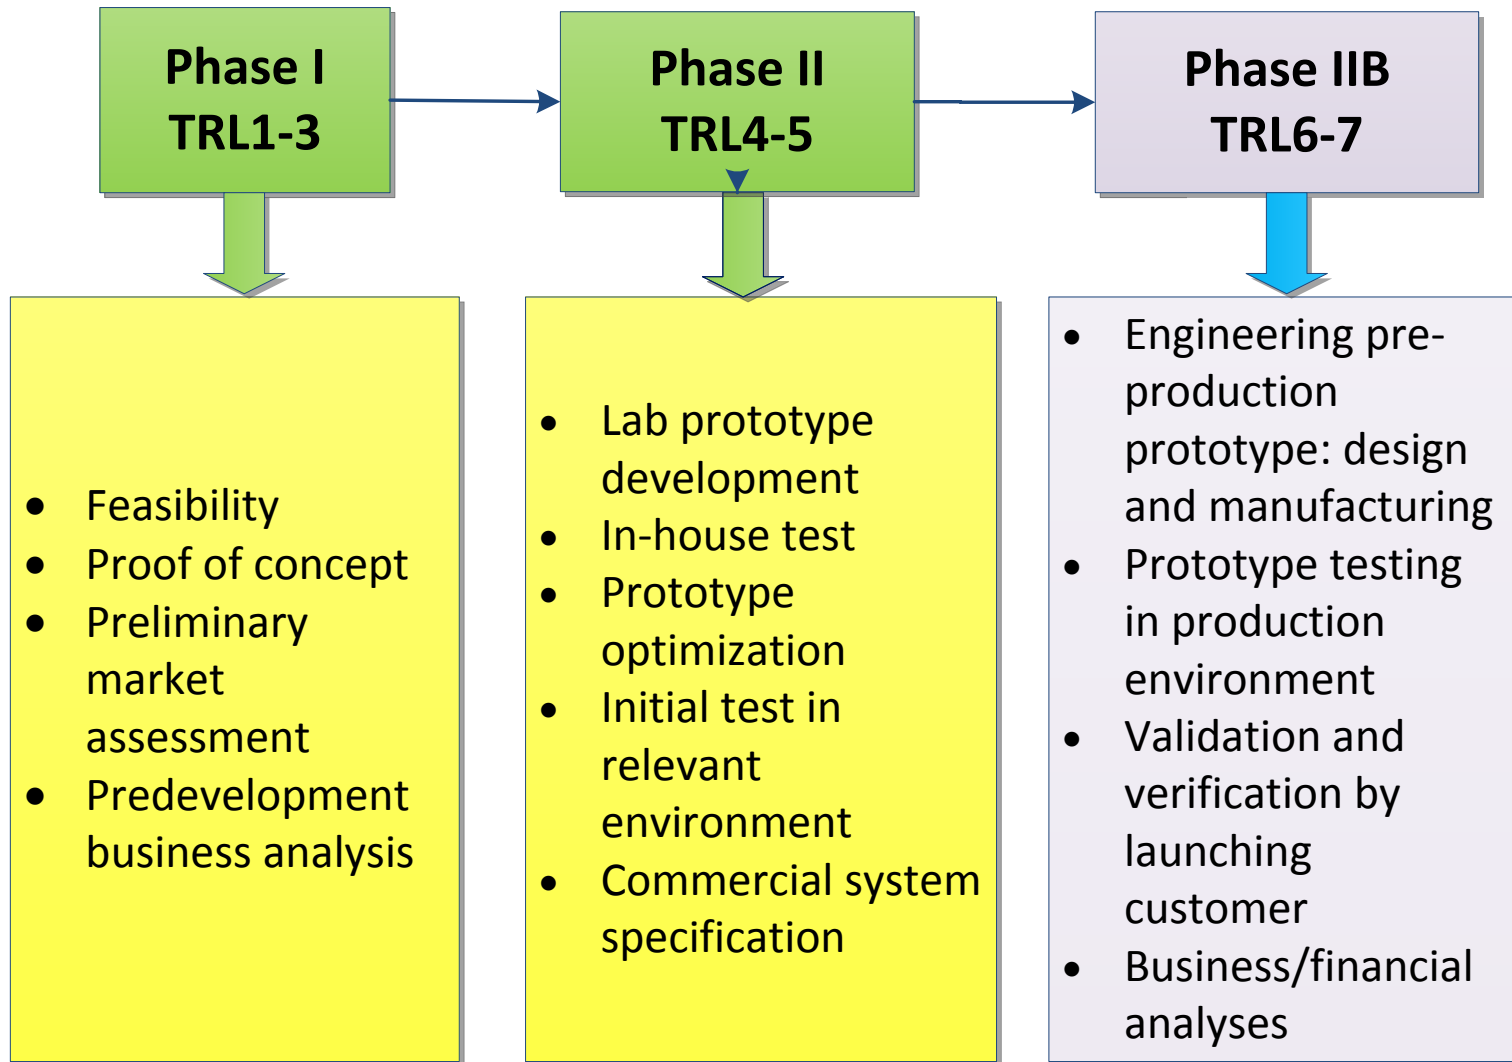 Phase I
TRL1-3
Phase II
TRL4-5
Phase IIB
TRL6-7
• Feasibility
• Proof of concept
• Preliminary
market
assessment
• Predevelopment
business analysis
• Lab prototype
development
• In-house test
• Prototype
optimization
• Initial test in
relevant
environment
• Commercial system
specification
• Engineering pre-
production
prototype: design
and manufacturing
• Prototype testing
in production
environment
• Validation and
verification by
launching
customer
• Business/financial
analyses